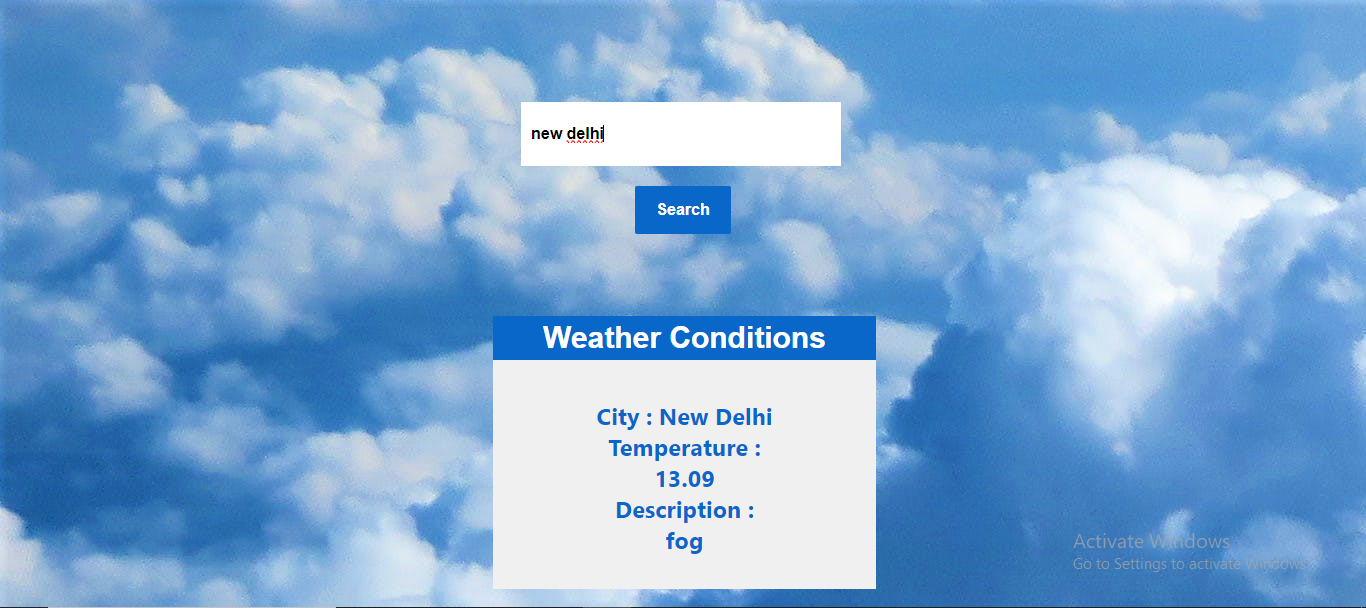 new delhi
Search
Weather Conditions
City : New Delhi
Temperature :
13.09
Description :
fog
Activate Windows
Go to Settings to activate Windows.